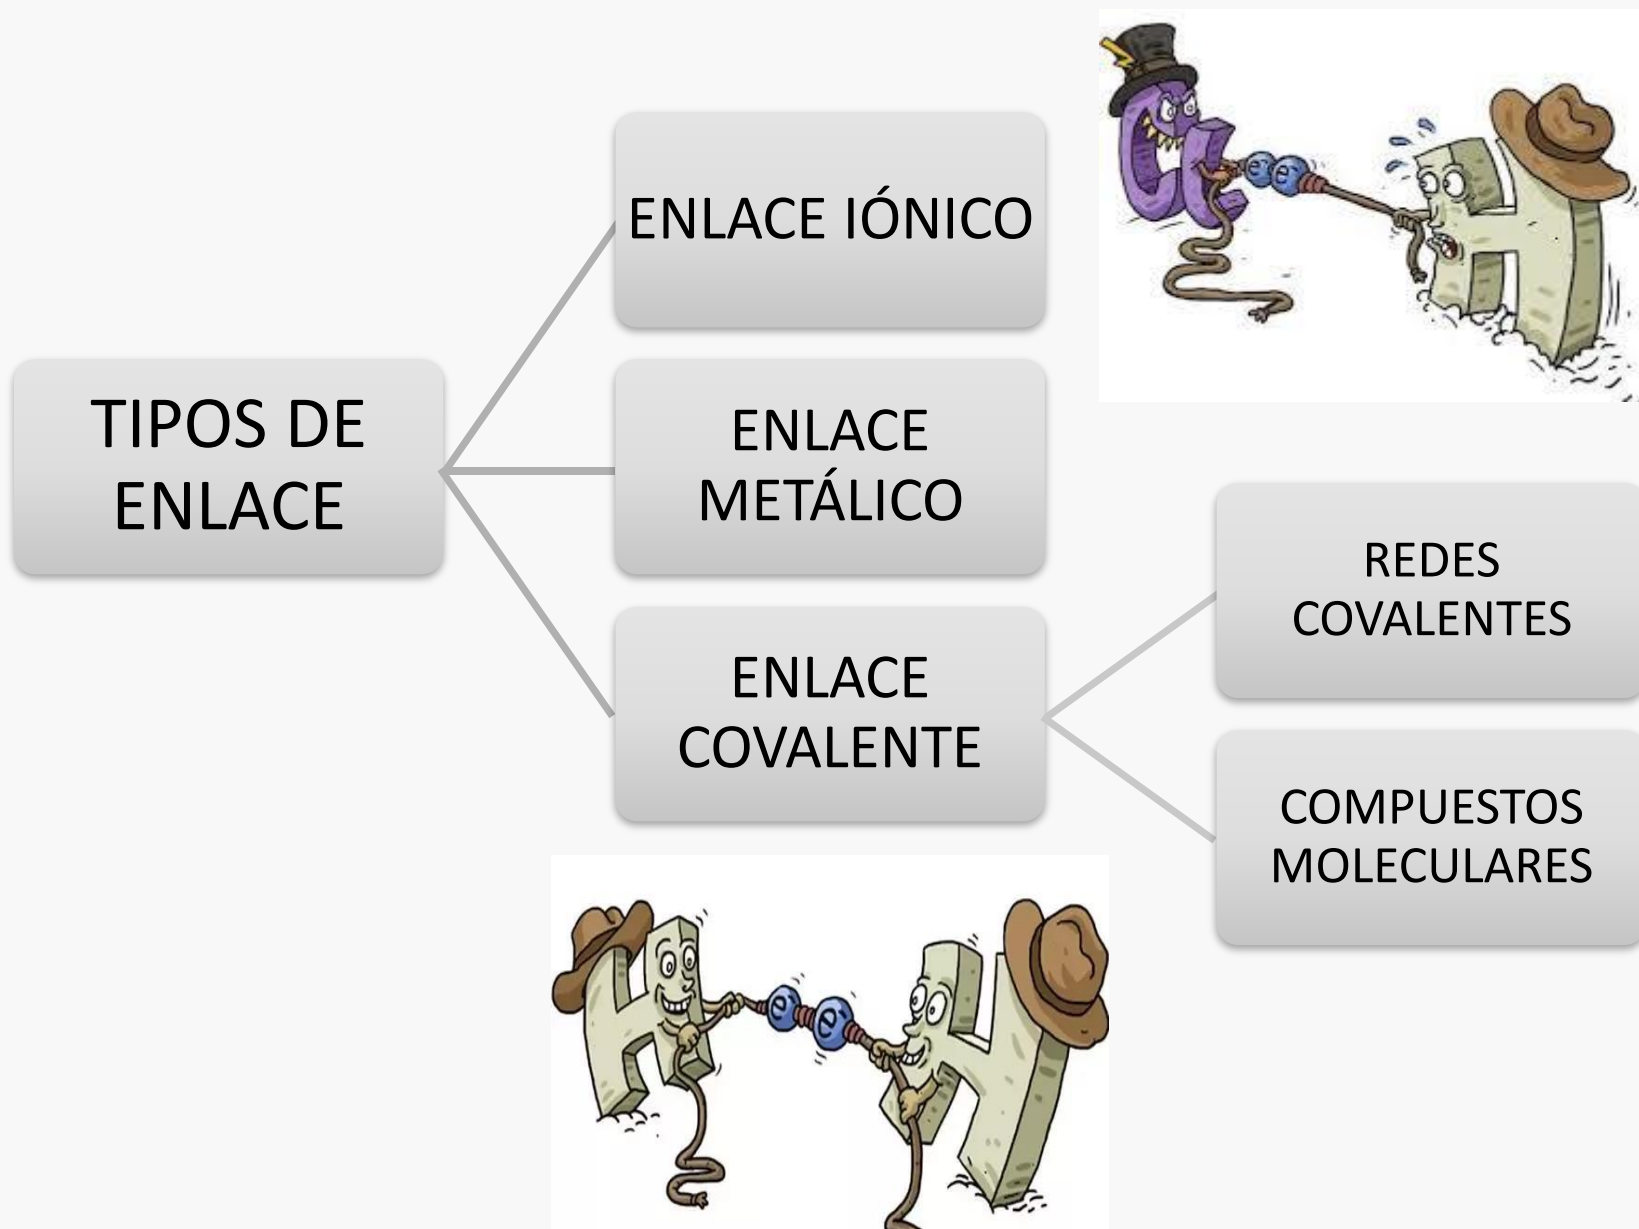 TIPOS DE
ENLACE
ENLACE IÓNICO
ENLACE
METÁLICO
ENLACE
COVALENTE
REDES
COVALENTES
COMPUESTOS
MOLECULARES
Cl
e e
H
H
e e
H